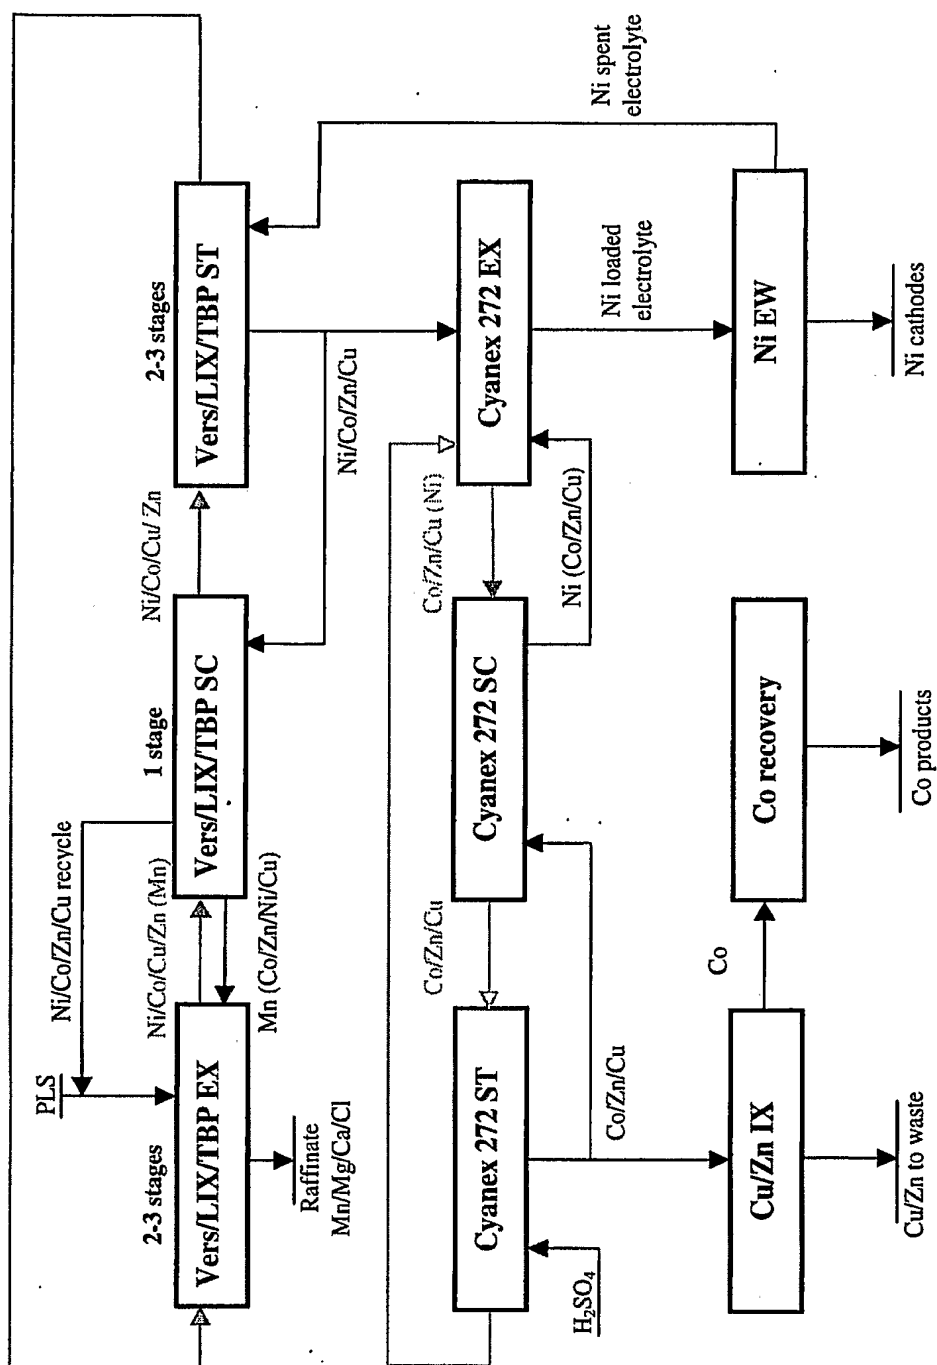 Ni/Co/Zn/Cu recycle
PLS
2-3 stages
Vers/LIX/TBP EX
Ni/Co/Cu/Zn (Mn)
Mn (Co/Zn/Ni/Cu)
Raffinate
Mn/Mg/Ca/Cl
1 stage
Vers/LIX/TBP SC
Ni/Co/Cu/ Zn
2-3 stages
Vers/LIX/TBP ST
Ni/Co/Zn/Cu
Ni spent
electrolyte
Cyanex 272 ST
H₂SO₄
Co/Zn/Cu
Co/Zn/Cu
Cyanex 272 SC
Co/Zn/Cu (Ni)
Ni (Co/Zn/Cu)
Cyanex 272 EX
Ni loaded
electrolyte
Cu/Zn IX
Cu/Zn to waste
Co
Co recovery
Co products
Ni EW
Ni cathodes